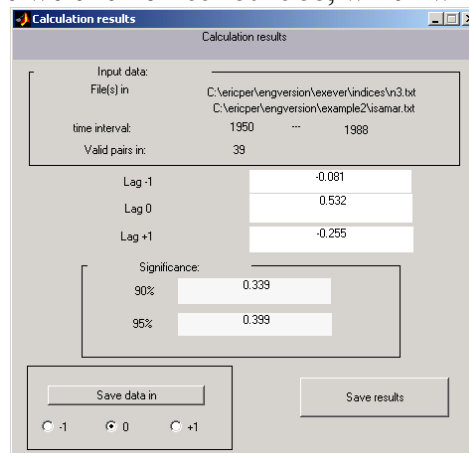 Calculation results
Calculation results
Input data:
File(s) in
C:\ericper\engversion\exever\indices\n3.txt
C:\ericper\engversion\example2\isamar.txt
time interval: 1950 ... 1988
Valid pairs in: 39
Lag -1 -0.081
Lag 0 0.532
Lag +1 -0.255
Significance:
90% 0.339
95% 0.399
Save data in
Save results
-1 0 +1